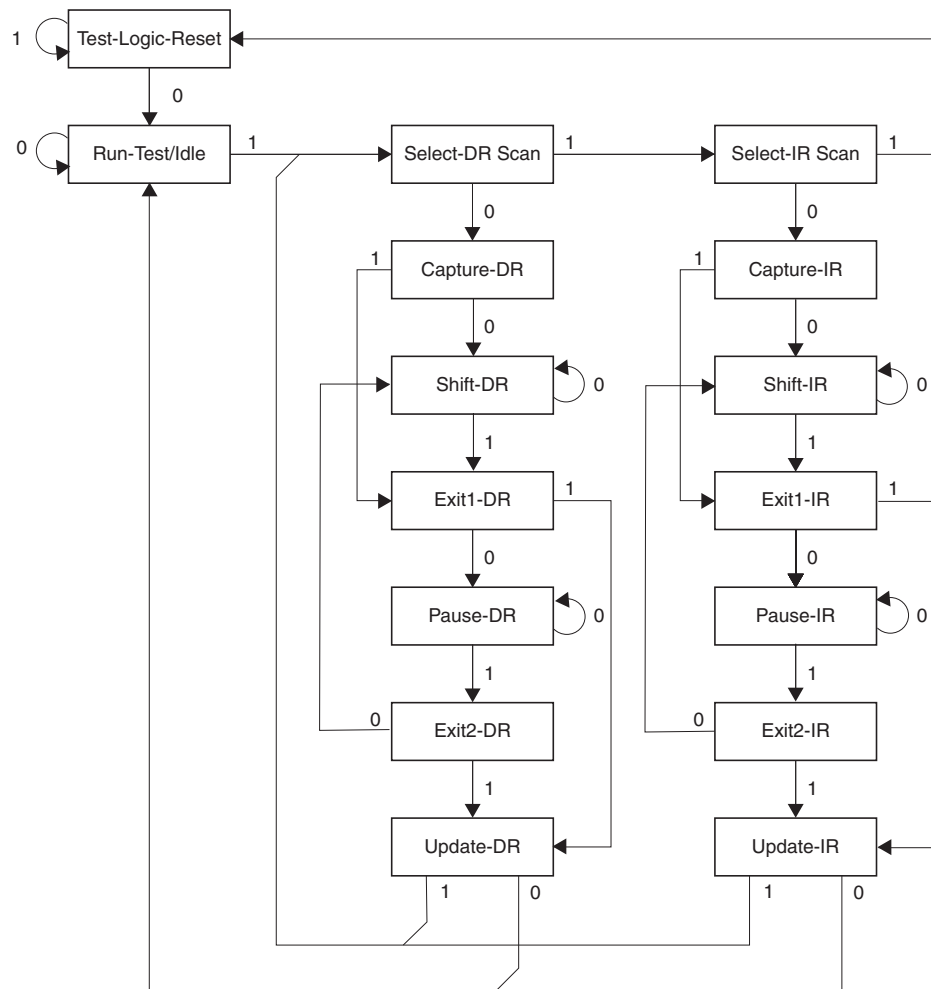 Test-Logic-Reset
1
0
Run-Test/Idle
0
1
Select-DR Scan
1
Select-IR Scan
1
0
0
Capture-DR
1
Capture-IR
1
0
0
Shift-DR
0
Shift-IR
0
1
1
Exit1-DR
1
Exit1-IR
1
0
0
Pause-DR
0
Pause-IR
0
1
1
Exit2-DR
0
Exit2-IR
0
1
1
Update-DR
Update-IR
1
0
1
0